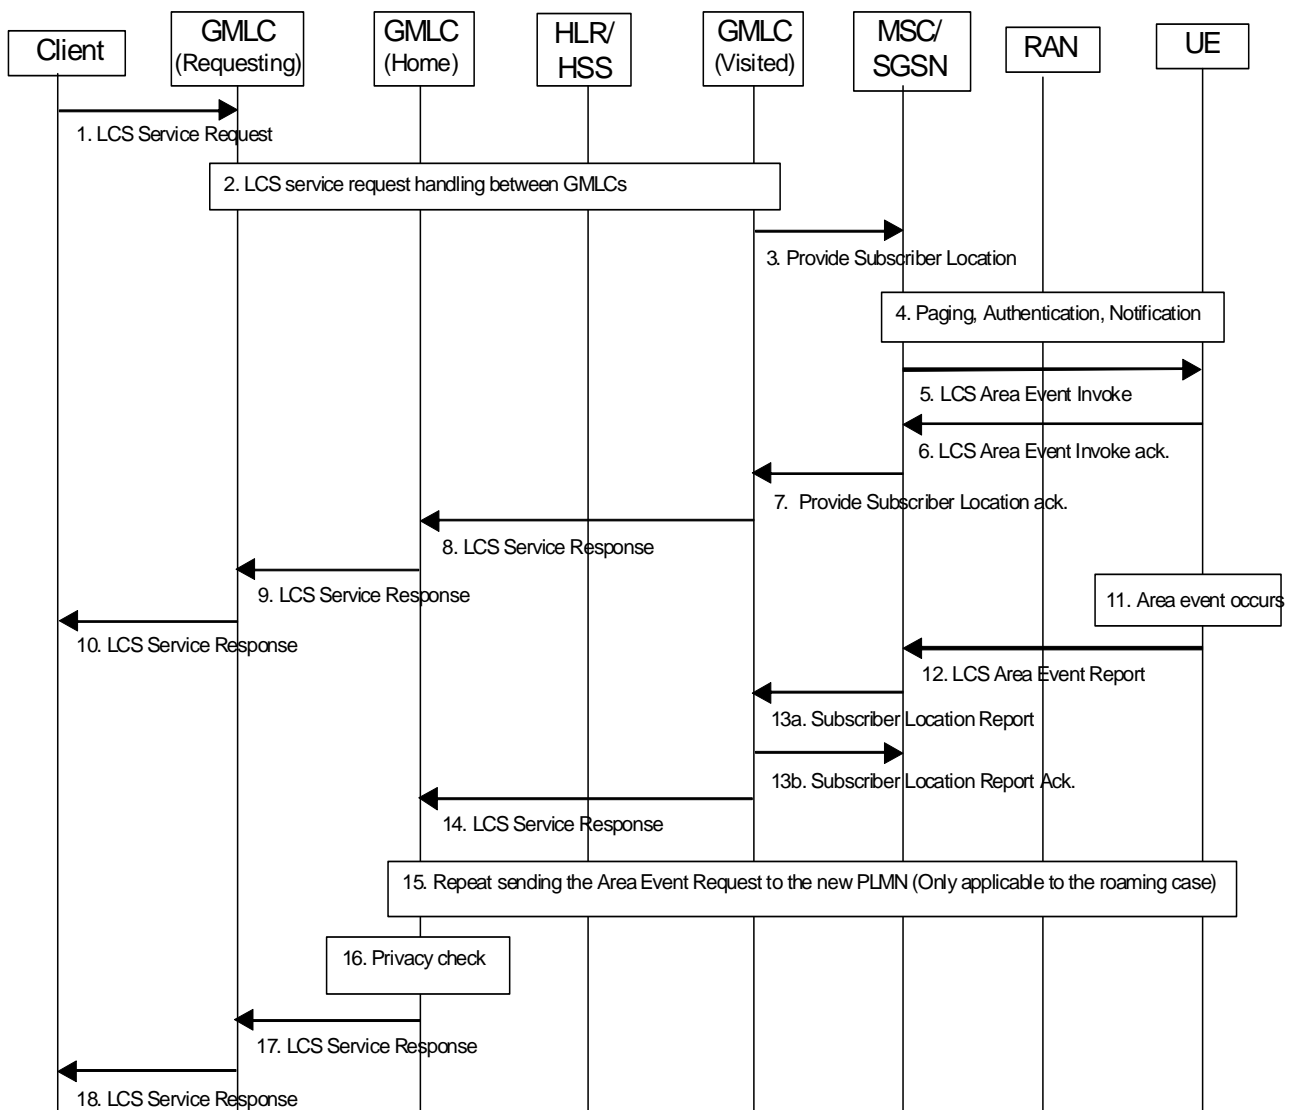 Client
GMLC
(Requesting)
GMLC
(Home)
HLR/
HSS
GMLC
(Visited)
MSC/
SGSN
RAN
UE
1. LCS Service Request
2. LCS service request handling between GMLCs
3. Provide Subscriber Location
4. Paging, Authentication, Notification
5. LCS Area Event Invoke
6. LCS Area Event Invoke ack.
7. Provide Subscriber Location ack.
8. LCS Service Response
9. LCS Service Response
11. Area event occurs
10. LCS Service Response
12. LCS Area Event Report
13a. Subscriber Location Report
13b. Subscriber Location Report Ack.
14. LCS Service Response
15. Repeat sending the Area Event Request to the new PLMN (Only applicable to the roaming case)
16. Privacy check
17. LCS Service Response
18. LCS Service Response